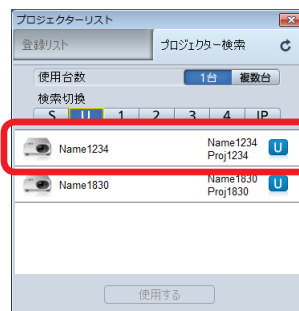 プロジェクターリスト
登録リスト プロジェクター検索
使用台数 1台 複数台
検索切換
S U 1 2 3 4 IP
Name1234 Name1234 U
Proj1234
Name1830 Name1830 U
Proj1830
使用する